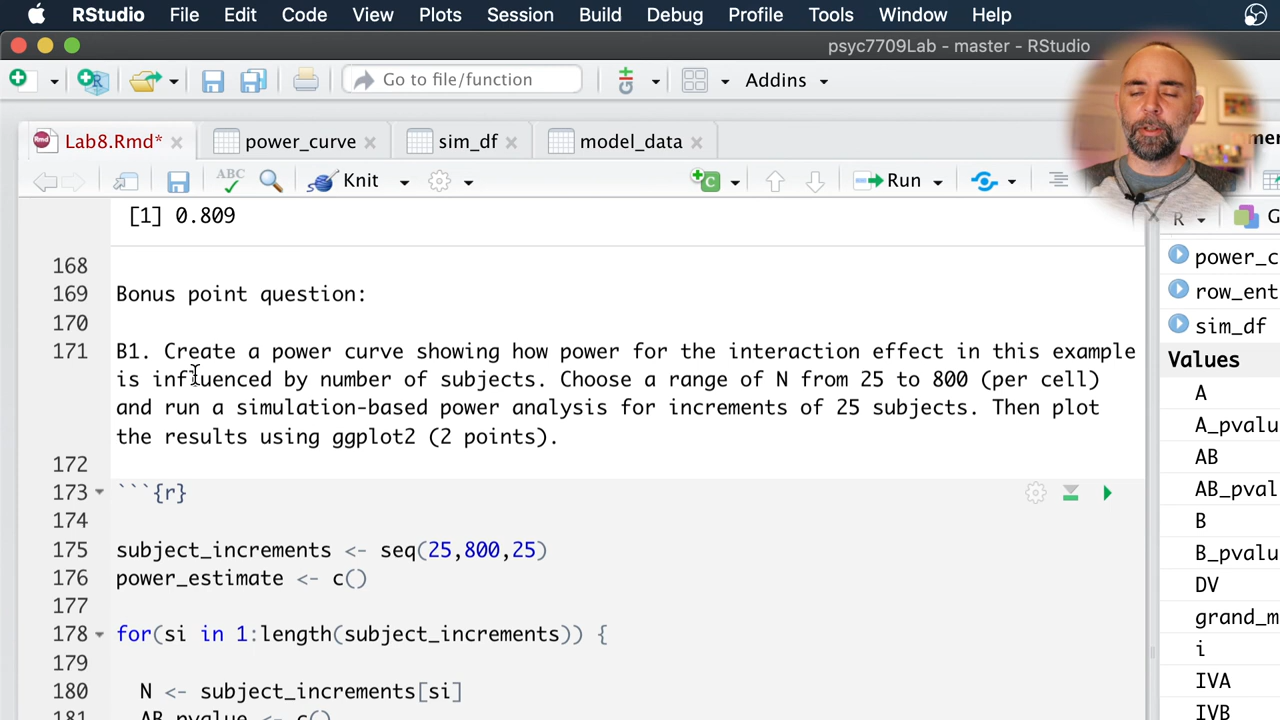 RStudio File Edit Code View Plots Session Build Debug Profile Tools Window Help
psyc7709Lab - master - RStudio
Go to file/function Addins
Lab8.Rmd* power_curve sim_df model_data
ABC Knit Run
R
[1] 0.809
168
169 Bonus point question:
170
171 B1. Create a power curve showing how power for the interaction effect in this example
is influenced by number of subjects. Choose a range of N from 25 to 800 (per cell)
and run a simulation-based power analysis for increments of 25 subjects. Then plot
the results using ggplot2 (2 points).
172
173 ```{r}
174
175 subject_increments <- seq(25,800,25)
176 power_estimate <- c()
177
178 for(si in 1:length(subject_increments)) {
179
180 N <- subject_increments[si]
181 AB_pvalue <- c()
power_c
row_ent
sim_df
Values
A
A_pvalu
AB
AB_pval
B
B_pvalu
DV
grand_m
i
IVA
IVB